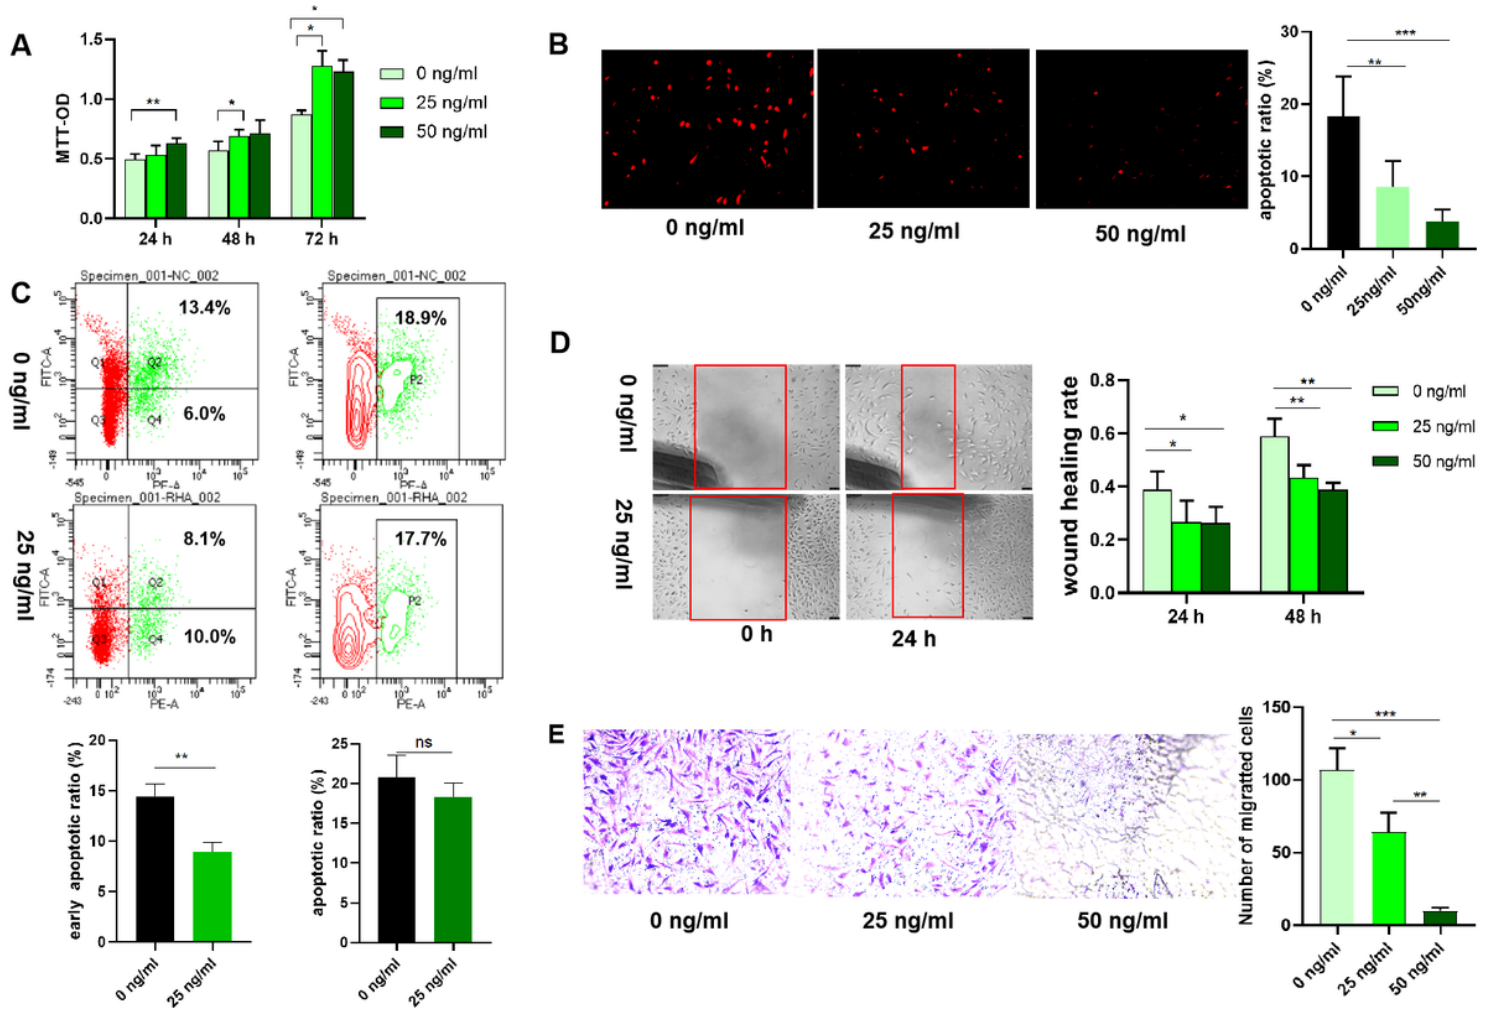 A
MTT-OD
1.5
1.0
0.5
0.0
**
*
*
*
24 h
48 h
72 h
0 ng/ml
25 ng/ml
50 ng/ml
B
0 ng/ml
25 ng/ml
50 ng/ml
apoptotic ratio (%)
30
20
10
0
***
**
0 ng/ml
25ng/ml
50ng/ml
C
0 ng/ml
Specimen_001-NC_002
13.4%
6.0%
Q1
Q2
Q3
Q4
FITC-A
PE-A
-149
-545
Specimen_001-NC_002
18.9%
P2
FITC-A
PE-A
-149
-545
25 ng/ml
Specimen_001-RHA_002
8.1%
10.0%
Q1
Q2
Q3
Q4
FITC-A
PE-A
-174
-243
Specimen_001-RHA_002
17.7%
P2
FITC-A
PE-A
-174
-243
early apoptotic ratio (%)
20
15
10
5
0
**
0 ng/ml
25 ng/ml
apoptotic ratio (%)
25
20
15
10
5
0
ns
0 ng/ml
25 ng/ml
D
0 ng/ml
25 ng/ml
0 h
24 h
wound healing rate
0.8
0.6
0.4
0.2
0.0
*
*
**
**
24 h
48 h
0 ng/ml
25 ng/ml
50 ng/ml
E
0 ng/ml
25 ng/ml
50 ng/ml
Number of migratted cells
150
100
50
0
***
*
**
0 ng/ml
25 ng/ml
50 ng/ml